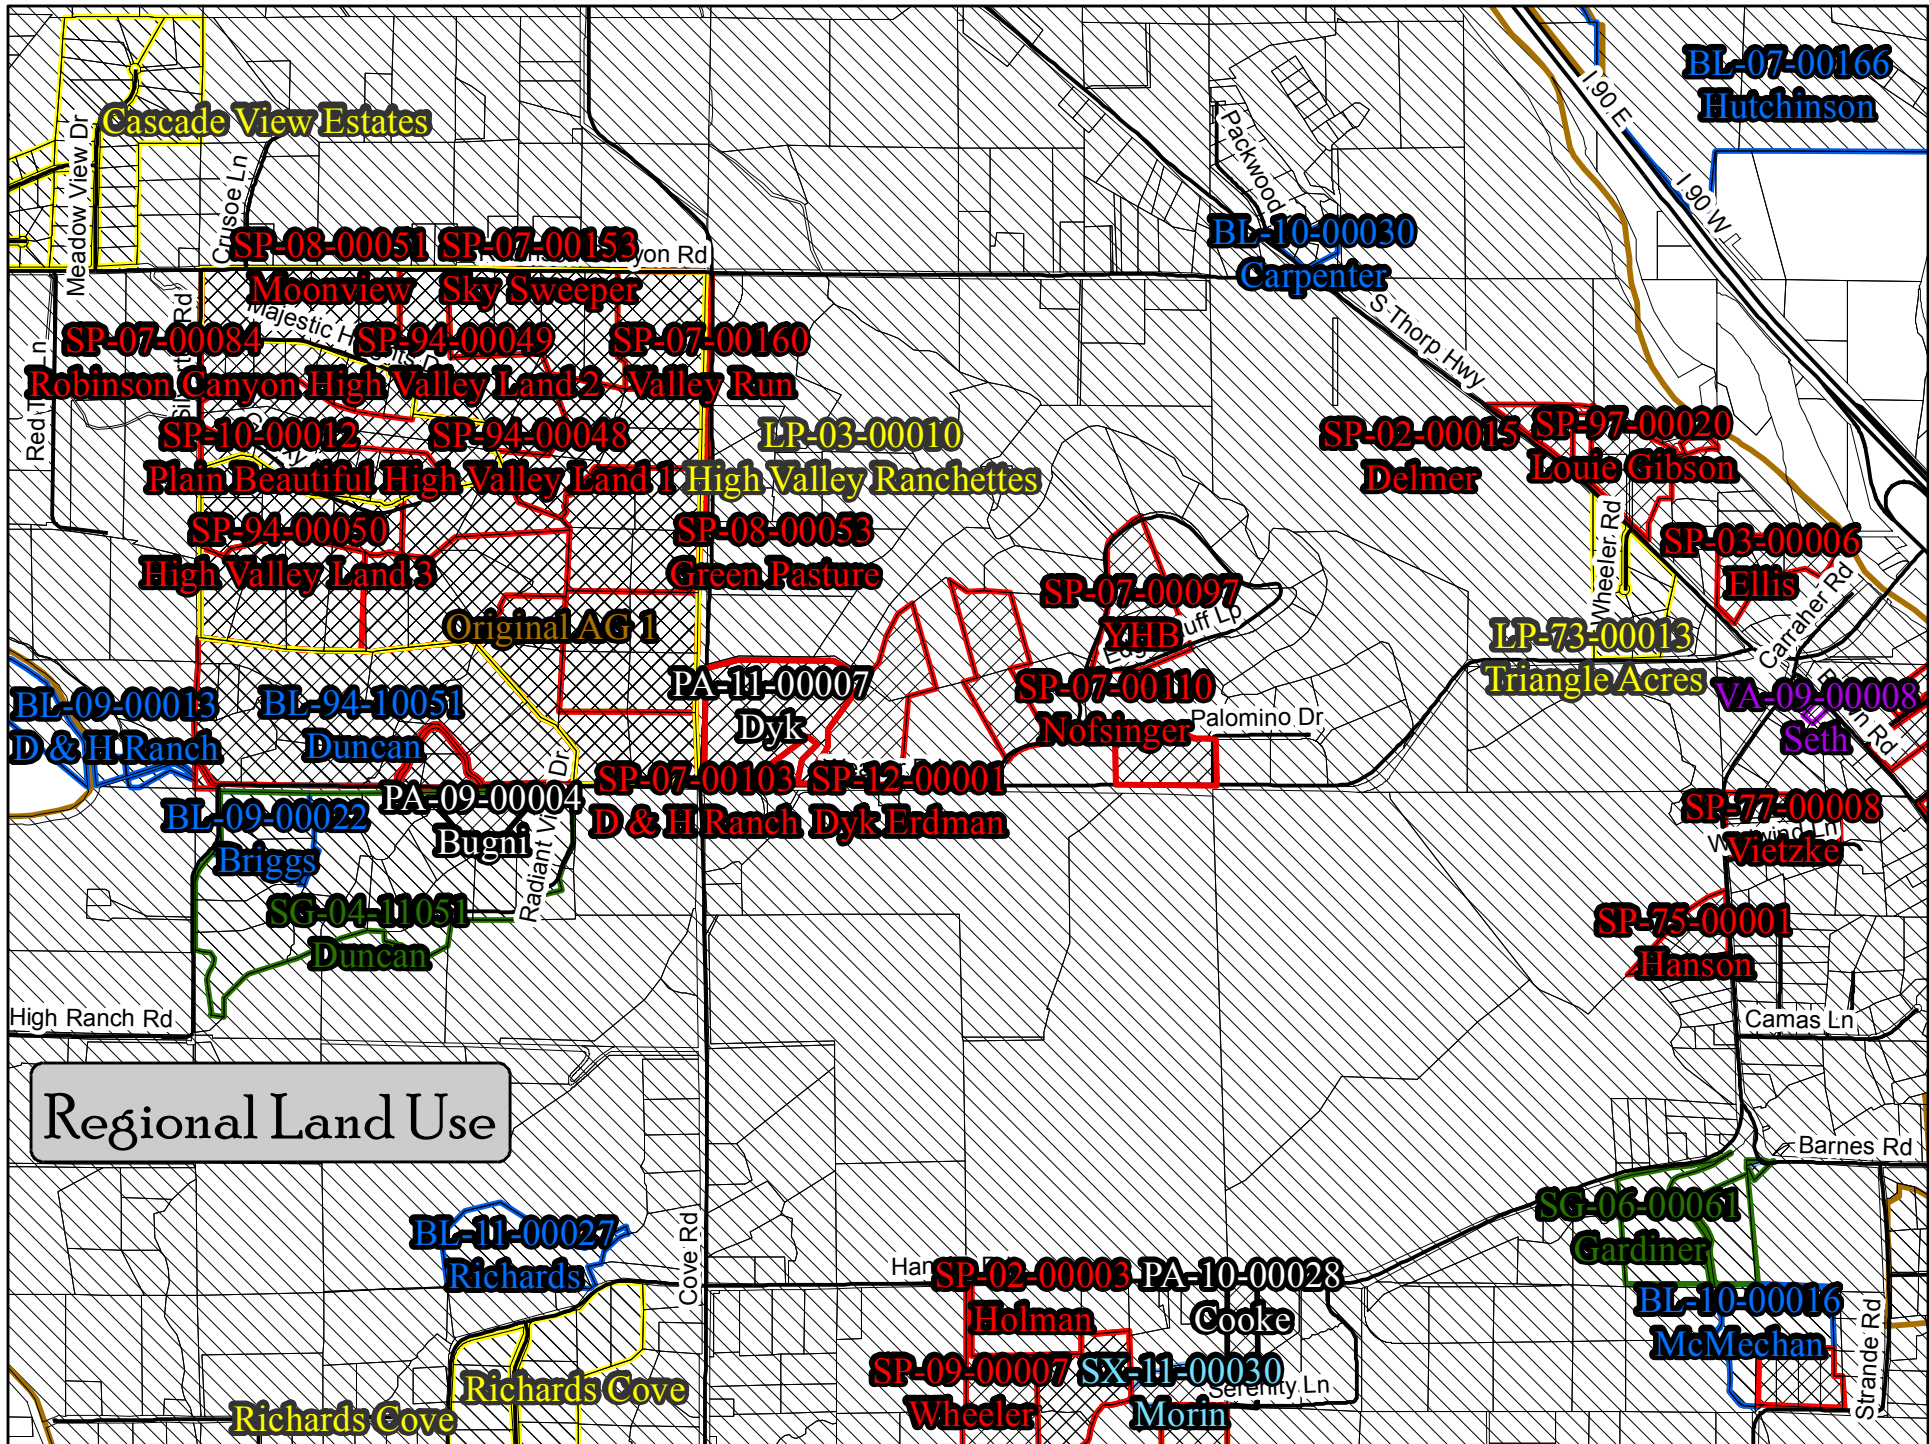 BL-07-00166
Hutchinson
I 90 E
I 90 W
Cascade View Estates
Meadow View Dr
Crusoe Ln
Packwood
BL-10-00030
Carpenter
SP-08-00051
Moonview
SP-07-00153
Sky Sweeper
yon Rd
S Thorp Hwy
SP-07-00084
Robinson Canyon
SP-94-00049
High Valley Land 2
SP-07-00160
Valley Run
SP-10-00012
Plain Beautiful
SP-94-00048
High Valley Land 1
LP-03-00010
High Valley Ranchettes
SP-02-00015
Delmer
SP-97-00020
Louie Gibson
SP-94-00050
High Valley Land 3
SP-08-00053
Green Pasture
Wheeler Rd
SP-03-00006
Ellis
Carraher Rd
SP-07-00097
YHB
uff Lp
Original AG 1
LP-73-00013
Triangle Acres
PA-11-00007
Dyk
SP-07-00110
Nofsinger
Palomino Dr
VA-09-00008
Seth
BL-09-00013
D & H Ranch
BL-94-10051
Duncan
SP-07-00103
D & H Ranch
SP-12-00001
Dyk Erdman
BL-09-00022
Briggs
PA-09-00004
Bugni
SP-77-00008
Vietzke
SG-04-11051
Duncan
SP-75-00001
Hanson
High Ranch Rd
Camas Ln
Regional Land Use
Barnes Rd
SG-06-00061
Gardiner
BL-11-00027
Richards
Cove Rd
SP-02-00003
Holman
PA-10-00028
Cooke
BL-10-00016
McMechan
Strande Rd
SP-09-00007
Wheeler
SX-11-00030
Morin
Serenity Ln
Richards Cove
Richards Cove